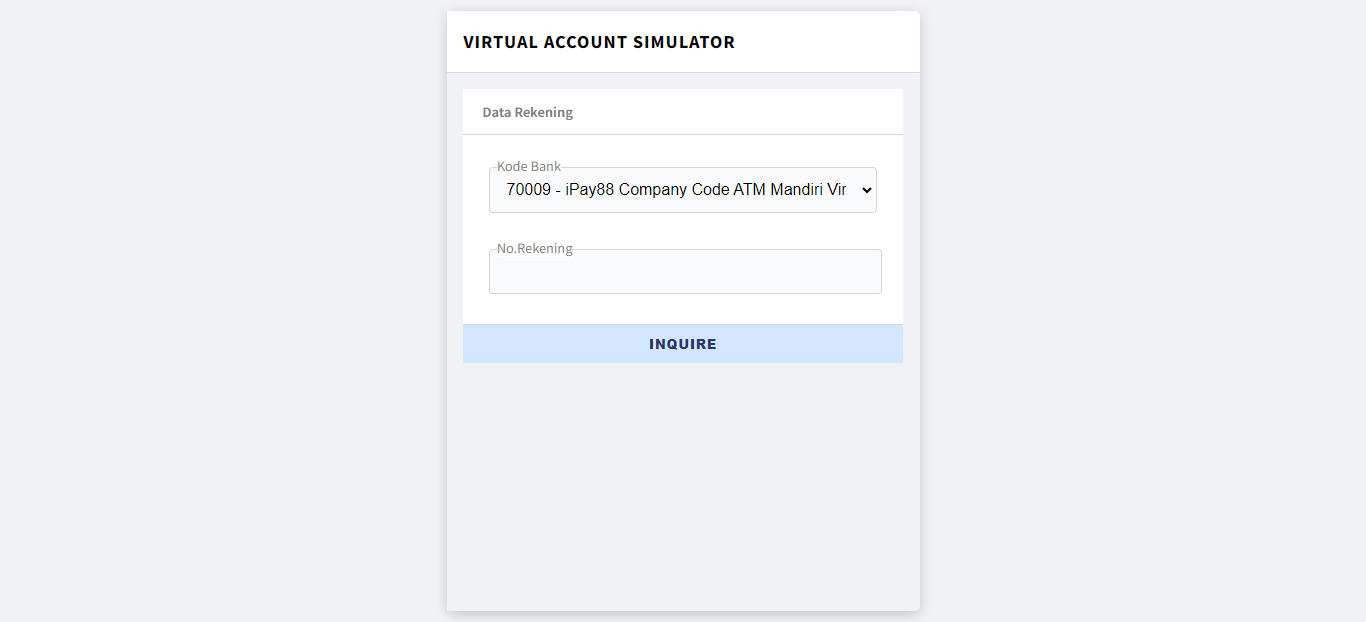 VIRTUAL ACCOUNT SIMULATOR
Data Rekening
Kode Bank
70009 - iPay88 Company Code ATM Mandiri Vir
No.Rekening
INQUIRE